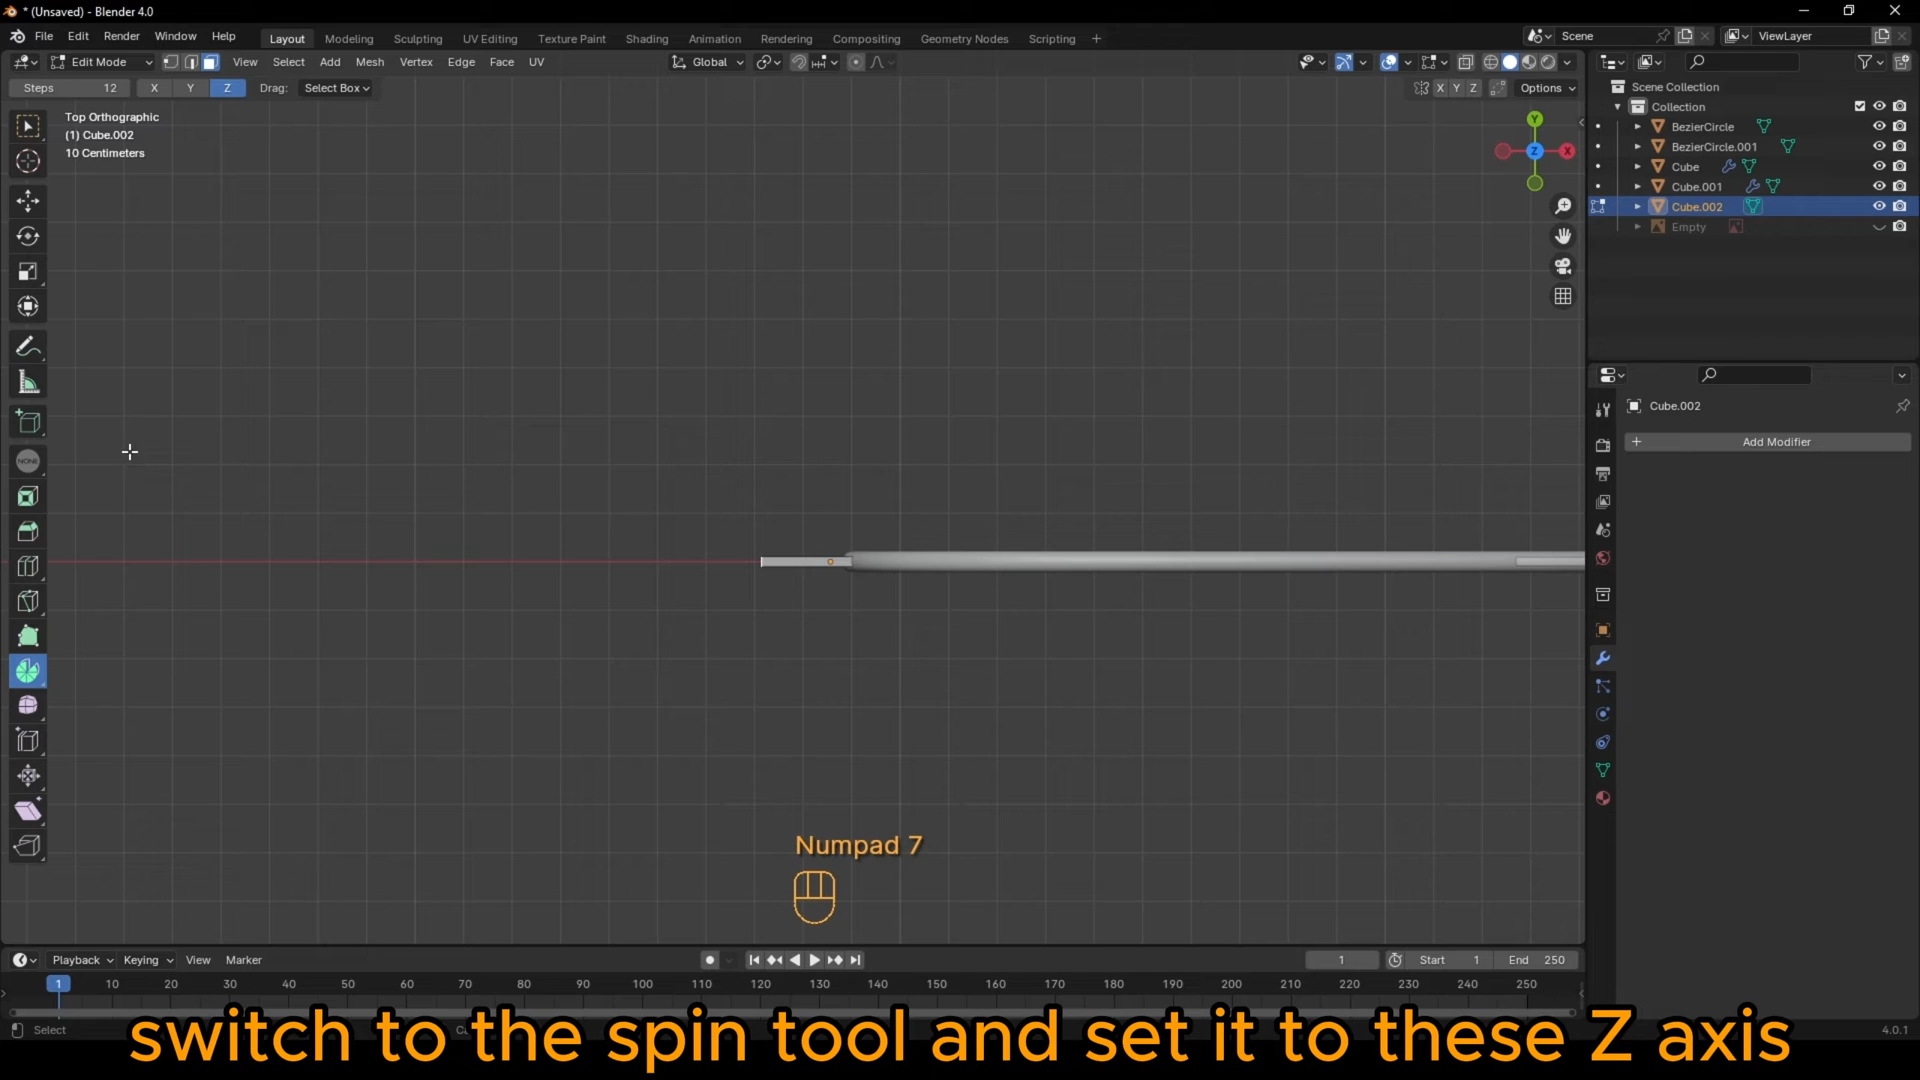 * (Unsaved) - Blender 4.0
File Edit Render Window Help
Layout Modeling Sculpting UV Editing Texture Paint Shading Animation Rendering Compositing Geometry Nodes Scripting +
Scene
ViewLayer
Edit Mode
View Select Add Mesh Vertex Edge Face UV
Global
Steps 12 X Y Z Drag: Select Box
X Y Z Options
Top Orthographic
(1) Cube.002
10 Centimeters
Y
Z
X
NONE
Scene Collection
Collection
BezierCircle
BezierCircle.001
Cube
Cube.001
Cube.002
Empty
Cube.002
+ Add Modifier
Numpad 7
Playback Keying View Marker
1 Start 1 End 250
1 10 20 30 40 50 60 70 80 90 100 110 120 130 140 150 160 170 180 190 200 210 220 230 240 250
Select
4.0.1
switch to the spin tool and set it to these Z axis